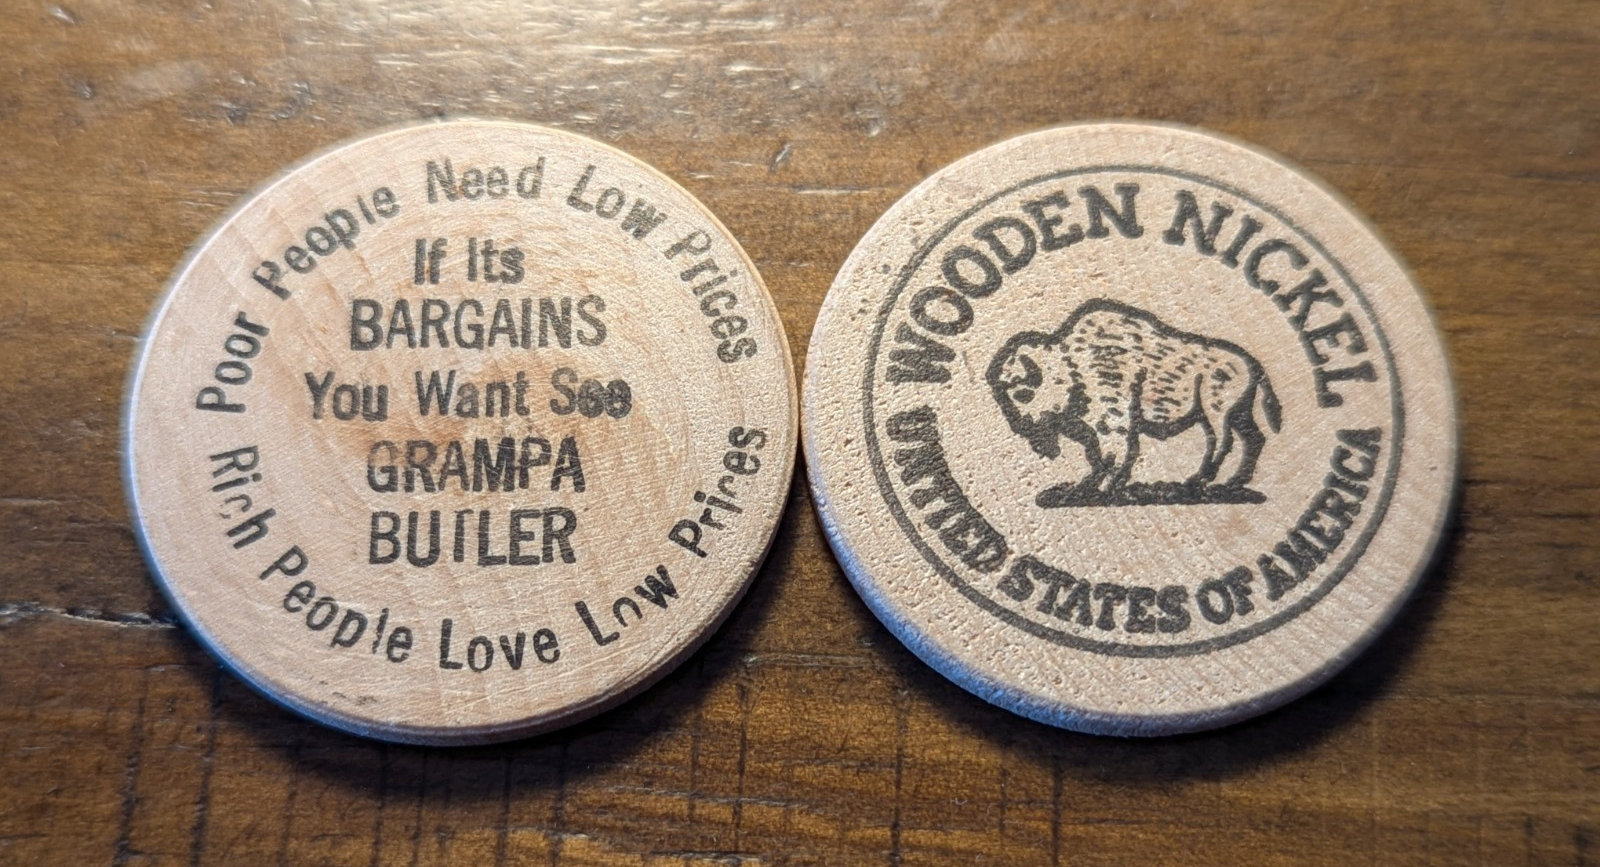 Poor People Need Low Prices
If Its
BARGAINS
You Want See
GRAMPA
BUTLER
Rich People Love Low Prices
WOODEN NICKEL
UNITED STATES OF AMERICA